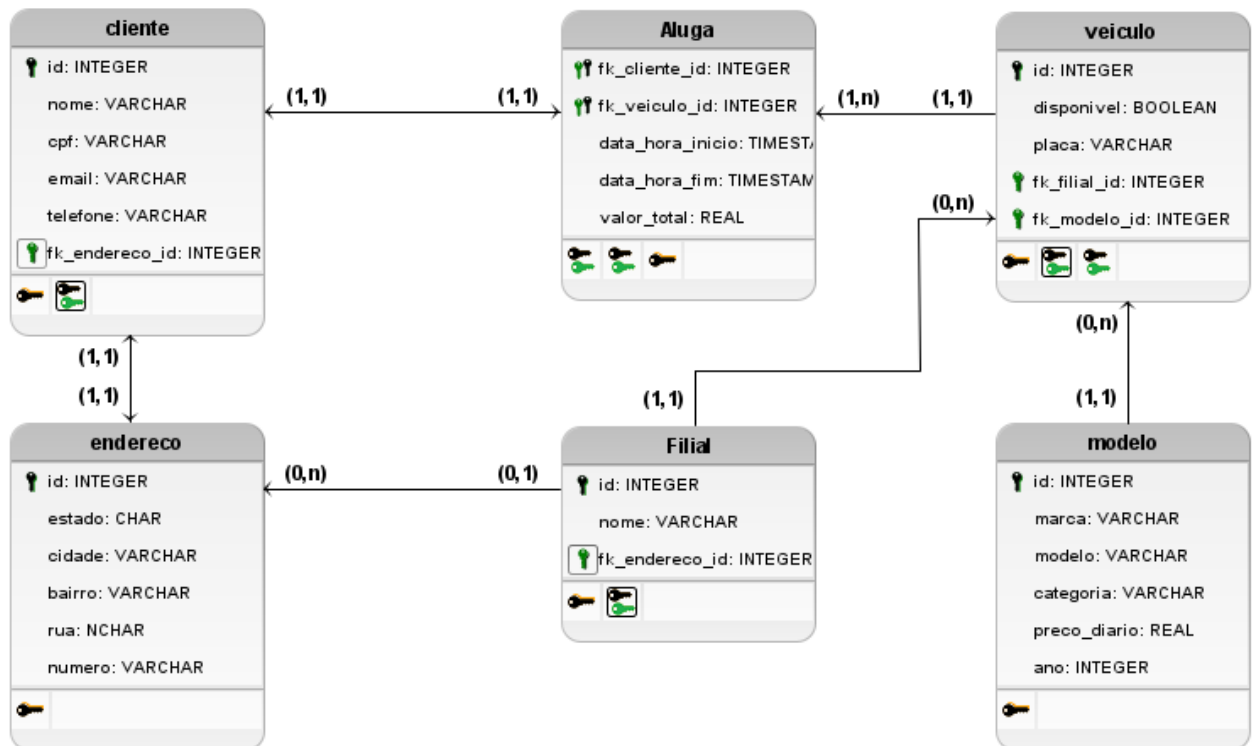 cliente
id: INTEGER
nome: VARCHAR
cpf: VARCHAR
email: VARCHAR
telefone: VARCHAR
fk_endereco_id: INTEGER
(1,1)
(1,1)
Aluga
fk_cliente_id: INTEGER
fk_veiculo_id: INTEGER
data_hora_inicio: TIMESTA
data_hora_fim: TIMESTAM
valor_total: REAL
(1,n)
(1,1)
veiculo
id: INTEGER
disponivel: BOOLEAN
placa: VARCHAR
fk_filial_id: INTEGER
fk_modelo_id: INTEGER
(0,n)
(1,1)
(0,n)
(1,1)
(1,1)
(1,1)
endereco
id: INTEGER
estado: CHAR
cidade: VARCHAR
bairro: VARCHAR
rua: NCHAR
numero: VARCHAR
(0,n)
(0,1)
Filial
id: INTEGER
nome: VARCHAR
fk_endereco_id: INTEGER
modelo
id: INTEGER
marca: VARCHAR
modelo: VARCHAR
categoria: VARCHAR
preco_diario: REAL
ano: INTEGER